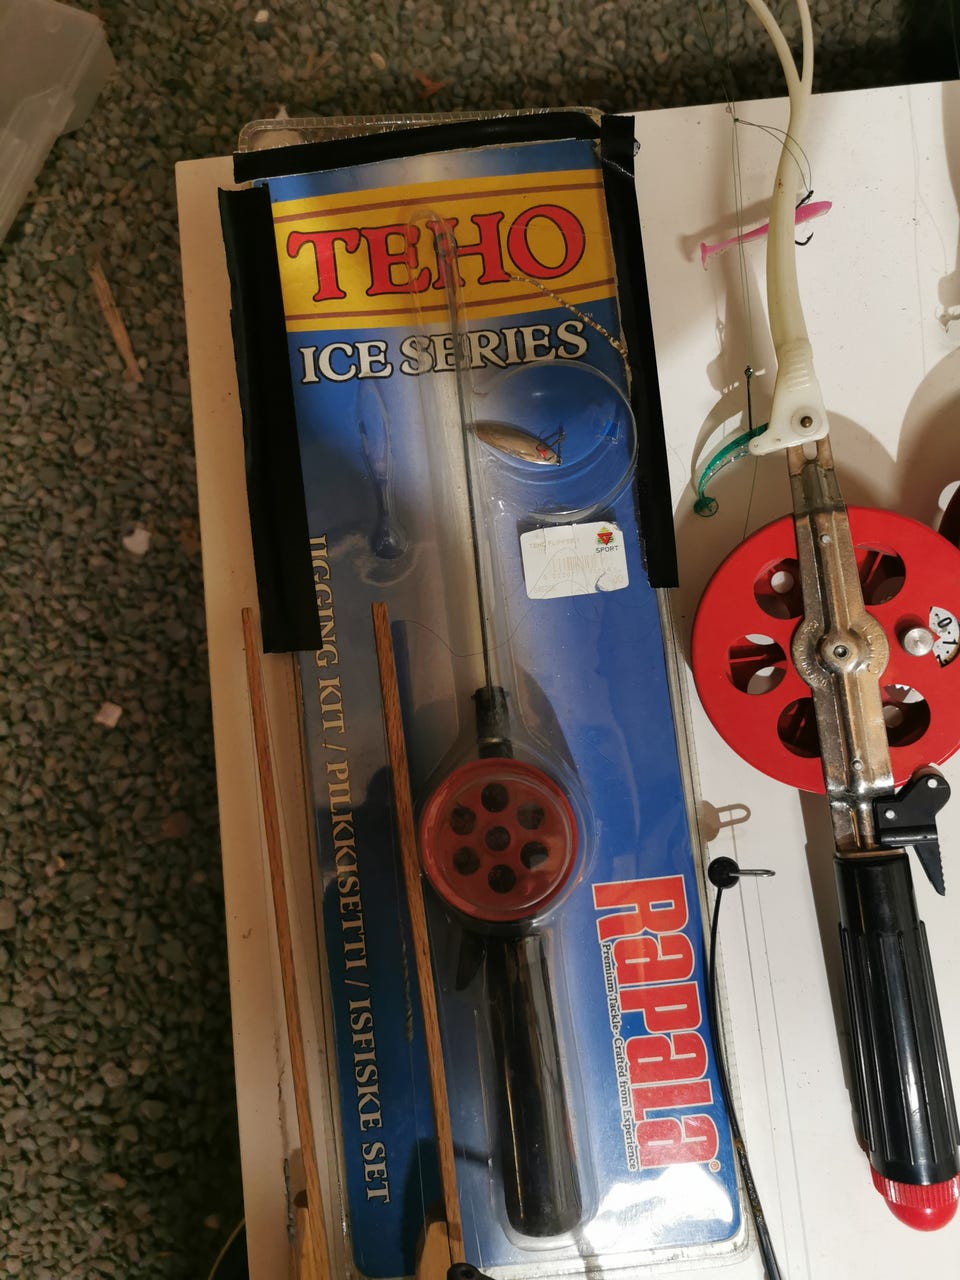 TEHO
ICE SERIES
SPORT
JIGGING KIT / PILKKISETTI / ISFISKE SET
RAPALA®
Premium Tackle · Crafted from Experience